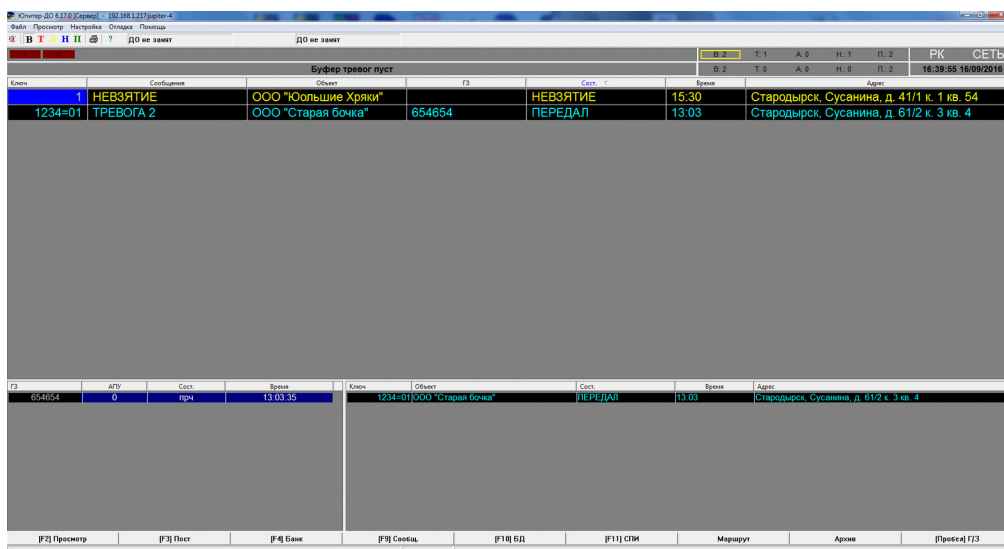 Юпитер-ДО 6.17.0 [Сервер] - 192.168.1.217:jupiter-4
Файл Просмотр Настройка Отладка Помощь
В Т А Н П ? ДО не занят ДО не занят
В: 2 Т: 1 А: 0 Н: 1 П: 2 РК СЕТЬ
Буфер тревог пуст В: 2 Т: 0 А: 0 Н: 0 П: 2 16:39:55 16/09/2016
Ключ Сообщение Объект ГЗ Сост. Время Адрес
1 НЕВЗЯТИЕ ООО "Юольшие Хряки" НЕВЗЯТИЕ 15:30 Стародырск, Сусанина, д. 41/1 к. 1 кв. 54
1234=01 ТРЕВОГА 2 ООО "Старая бочка" 654654 ПЕРЕДАЛ 13:03 Стародырск, Сусанина, д. 61/2 к. 3 кв. 4
ГЗ АПУ Сост. Время Ключ Объект Сост. Время Адрес
654654 0 прч 13:03:35 1234=01 ООО "Старая бочка" ПЕРЕДАЛ 13:03 Стародырск, Сусанина, д. 61/2 к. 3 кв. 4
[F2] Просмотр [F3] Пост [F4] Банк [F9] Сообщ. [F10] БД [F11] СПИ Маршрут Архив [Пробел] Г/З